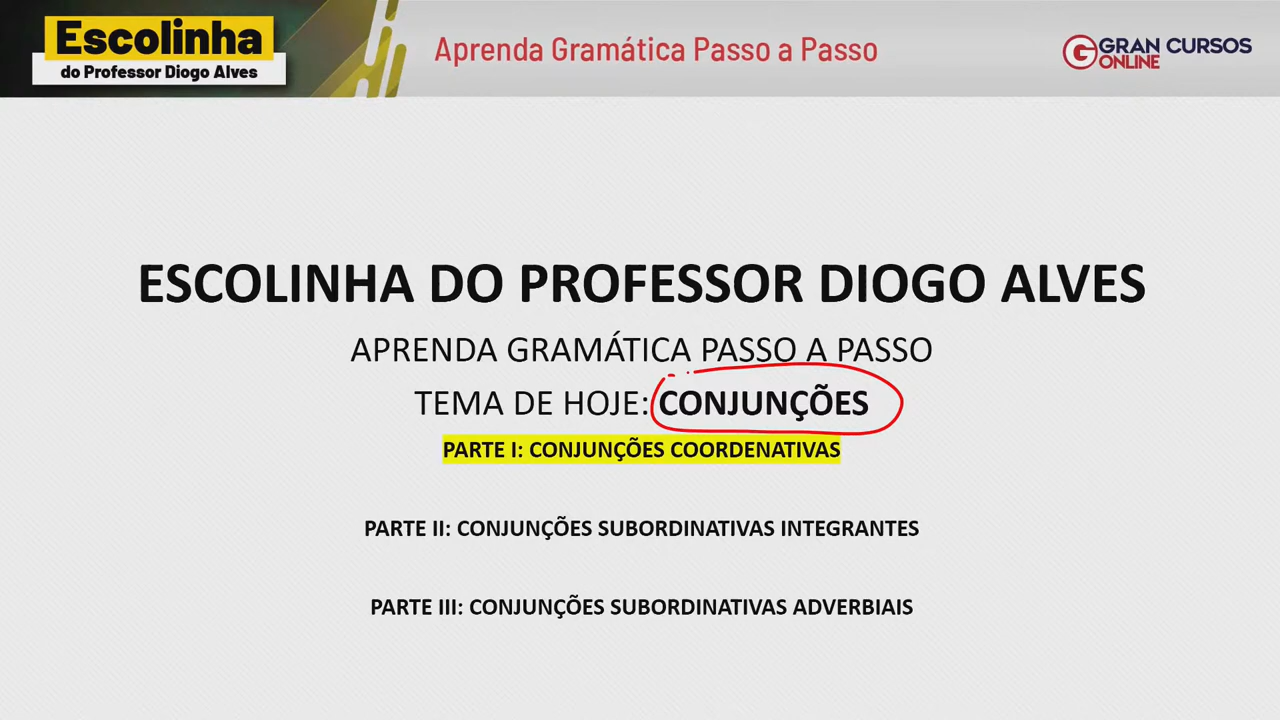 Escolinha
do Professor Diogo Alves
Aprenda Gramática Passo a Passo
GRAN CURSOS
ONLINE
ESCOLINHA DO PROFESSOR DIOGO ALVES
APRENDA GRAMÁTICA PASSO A PASSO
TEMA DE HOJE: CONJUNÇÕES
PARTE I: CONJUNÇÕES COORDENATIVAS
PARTE II: CONJUNÇÕES SUBORDINATIVAS INTEGRANTES
PARTE III: CONJUNÇÕES SUBORDINATIVAS ADVERBIAIS